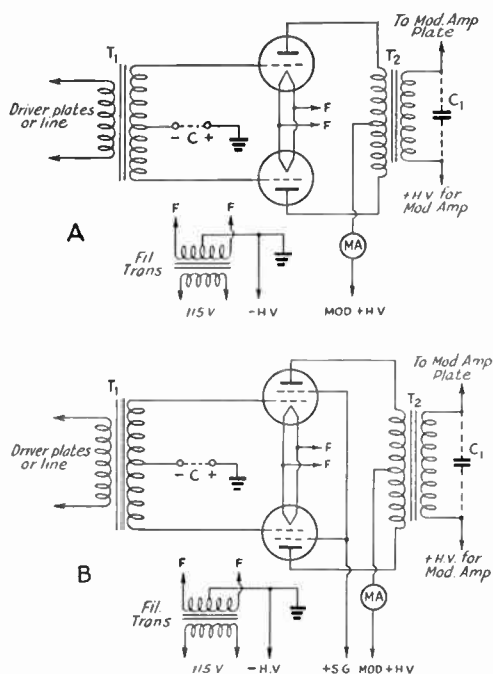 To Mod. Amp
Plate
T1
T2
F
F
C1
Driver plates
or line
- C +
+H.V for
Mod Amp
A
F
F
MA
Fil
Trans
115 V
-H V
MOD +H V
To Mod Amp
Plate
T1
T2
F
F
C1
Driver plates
or line
- C +
+H.V. for
Mod. Amp
B
F
F
MA
Fil.
Trans
115 V
-H.V
+S G
MOD +H V